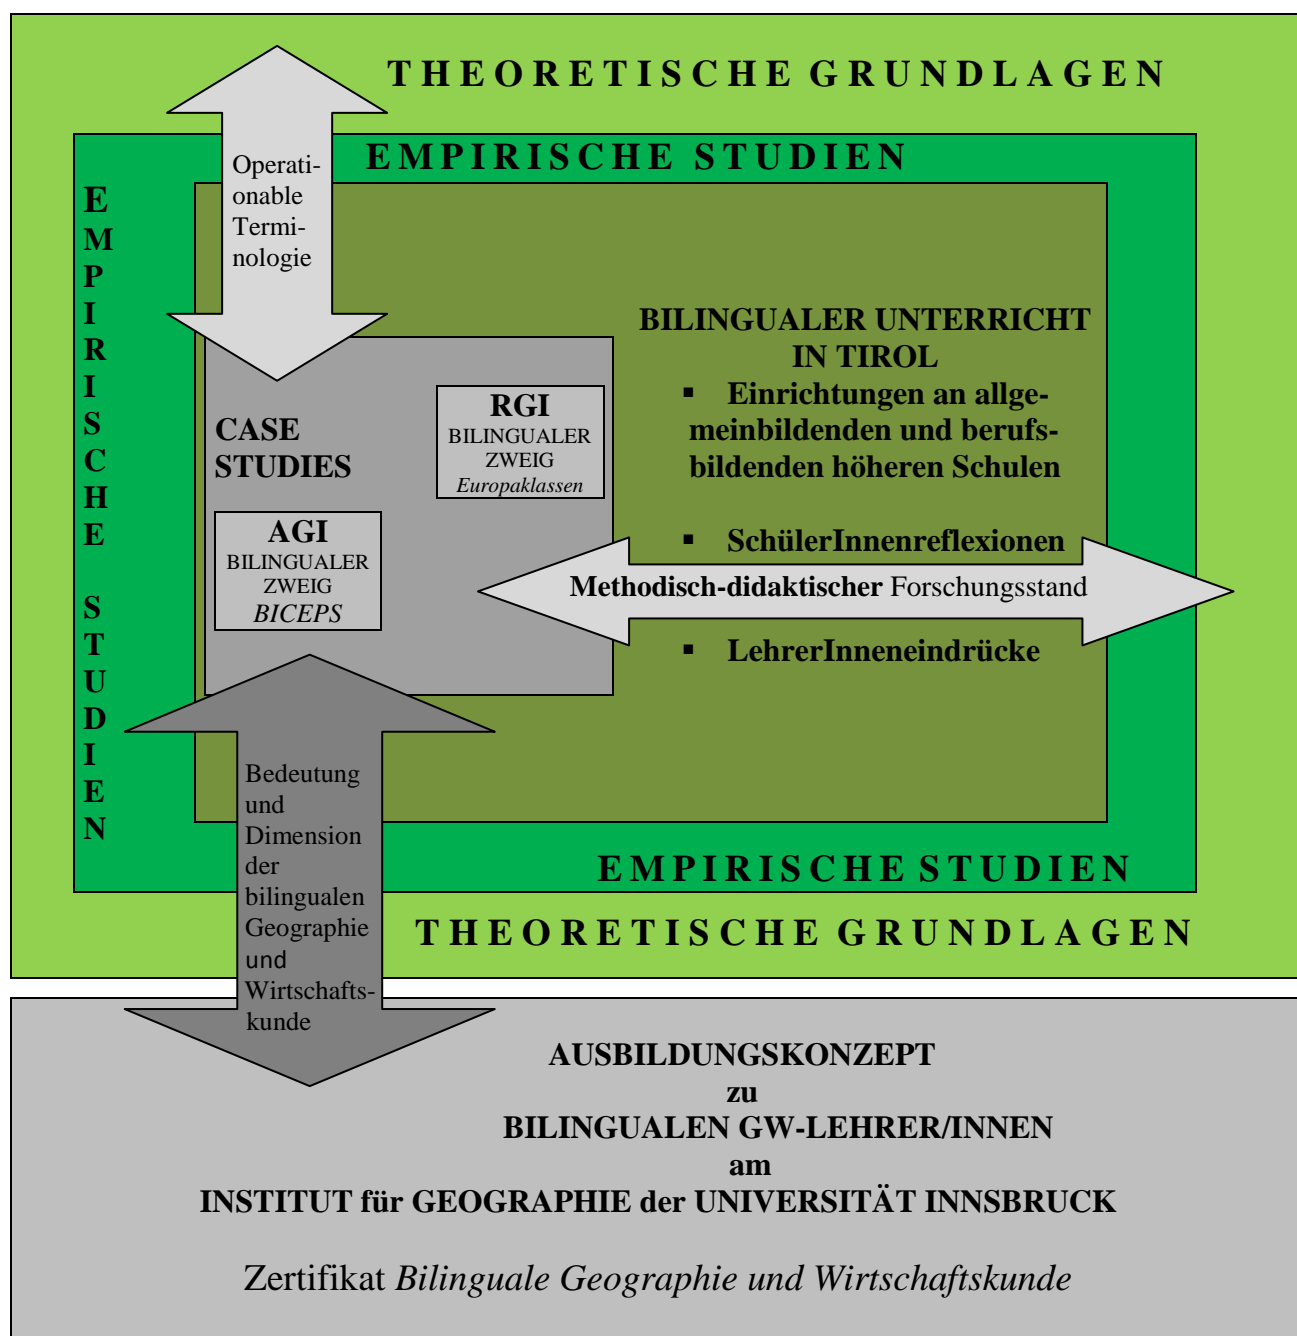 THEORETISCHE GRUNDLAGEN
EMPIRISCHE STUDIEN
EMPIRISCHE STUDIEN
Operati-
onable
Termi-
nologie
BILINGUALER UNTERRICHT
IN TIROL
▪ Einrichtungen an allge-
meinbildenden und berufs-
bildenden höheren Schulen
▪ SchülerInnenreflexionen
Methodisch-didaktischer Forschungsstand
▪ LehrerInneneindrücke
CASE
STUDIES
RGI
BILINGUALER
ZWEIG
Europaklassen
AGI
BILINGUALER
ZWEIG
BICEPS
Bedeutung
und
Dimension
der
bilingualen
Geographie
und
Wirtschafts-
kunde
EMPIRISCHE STUDIEN
THEORETISCHE GRUNDLAGEN
AUSBILDUNGSKONZEPT
zu
BILINGUALEN GW-LEHRER/INNEN
am
INSTITUT für GEOGRAPHIE der UNIVERSITÄT INNSBRUCK
Zertifikat Bilinguale Geographie und Wirtschaftskunde